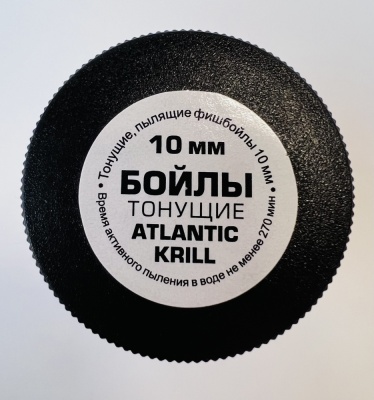 • Тонущие, пылящие фишбойлы 10 мм •
10 мм
БОЙЛЫ
ТОНУЩИЕ
ATLANTIC
KRILL
Время активного пыления в воде не менее 270 мин